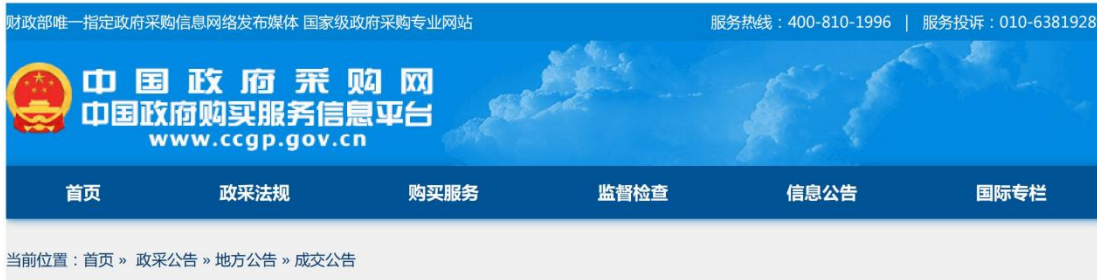 财政部唯一指定政府采购信息网络发布媒体 国家级政府采购专业网站
服务热线：400-810-1996 | 服务投诉：010-6381928
中国政府采购网
中国政府购买服务信息平台
www.ccgp.gov.cn
首页 政采法规 购买服务 监督检查 信息公告 国际专栏
当前位置：首页 » 政采公告 » 地方公告 » 成交公告